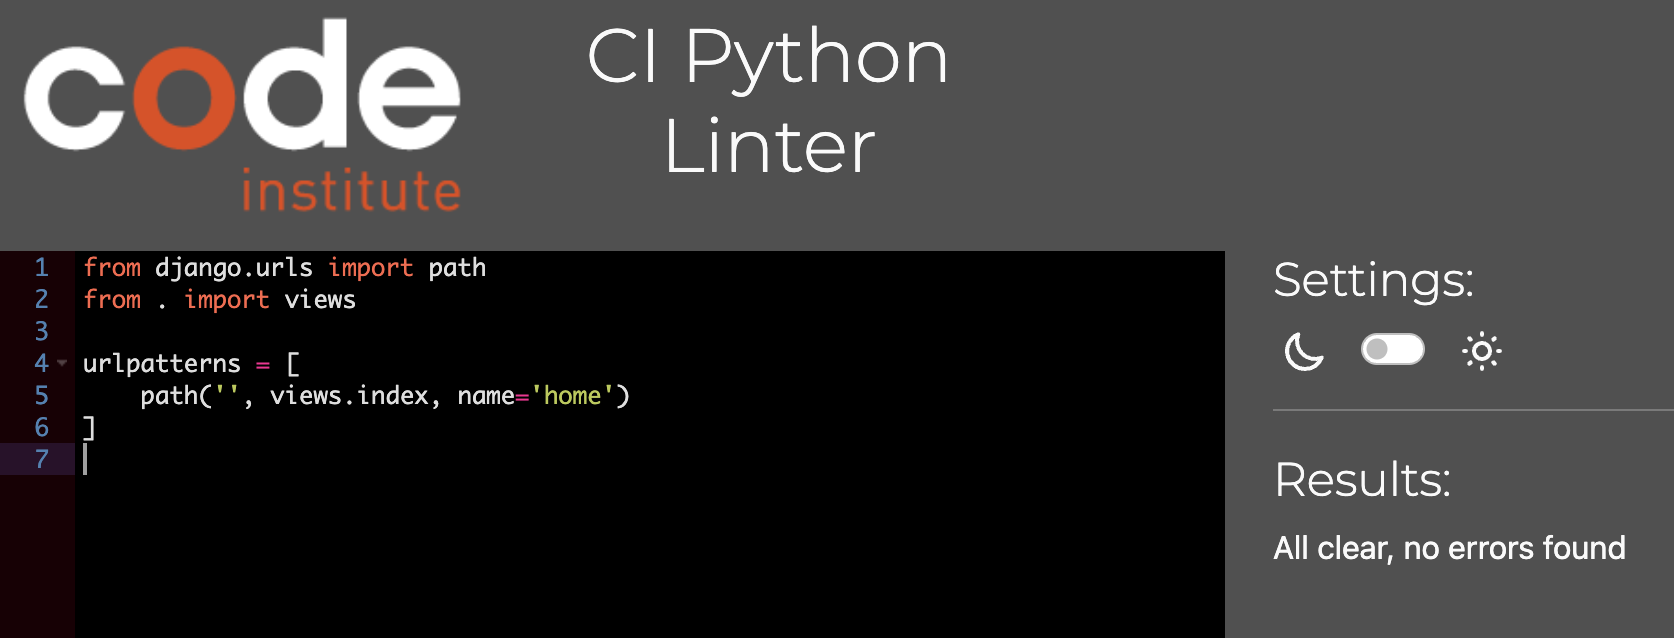 code
institute
CI Python
Linter
1 from django.urls import path
2 from . import views
3
4 urlpatterns = [
5     path('', views.index, name='home')
6 ]
7
Settings:
Results:
All clear, no errors found